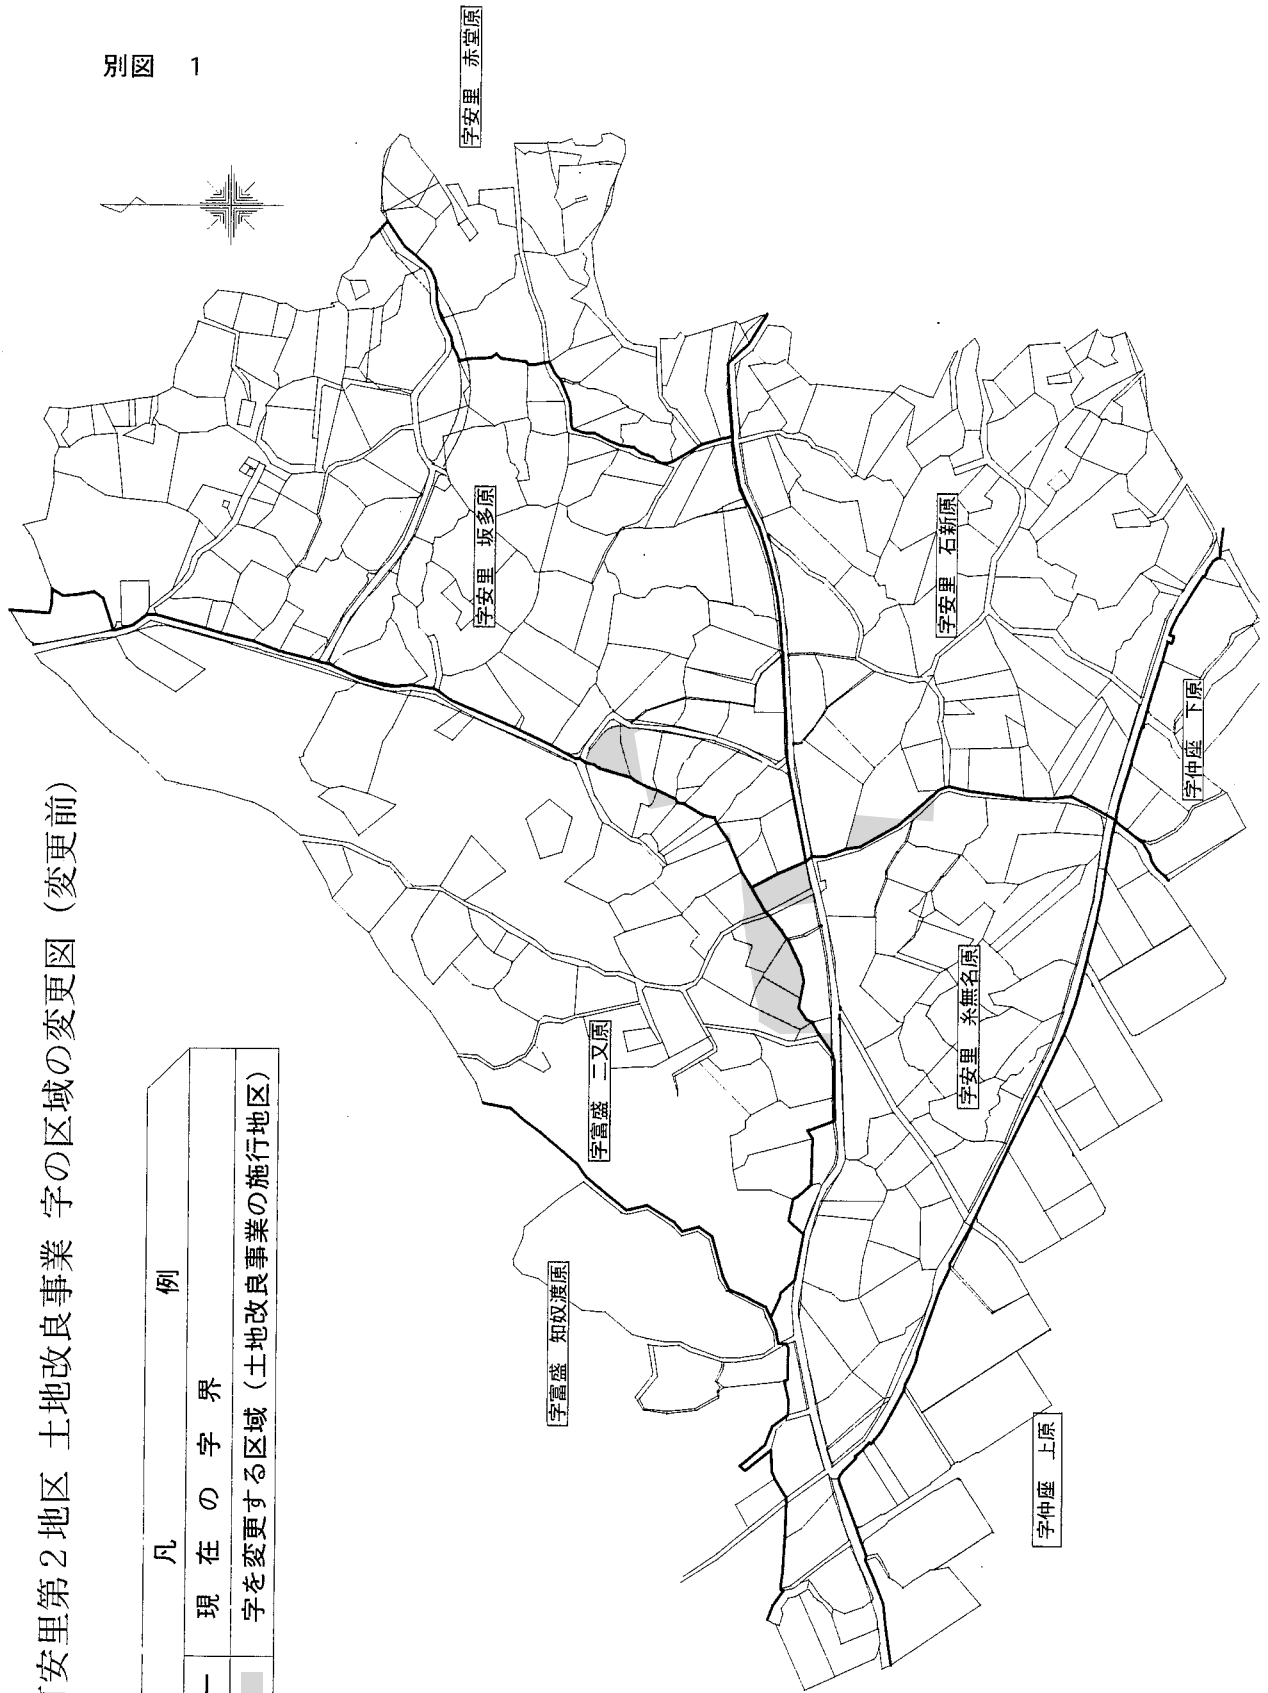 別図 1
安里第2地区 土地改良事業 字の区域の変更図（変更前）
凡 例
現在の字界
字を変更する区域（土地改良事業の施行地区）
字安里 赤堂原
字安里 坂多原
字安里 石新原
字仲座 下原
字安里 糸無名原
字富盛 二又原
字富盛 知奴渡原
字仲座 上原